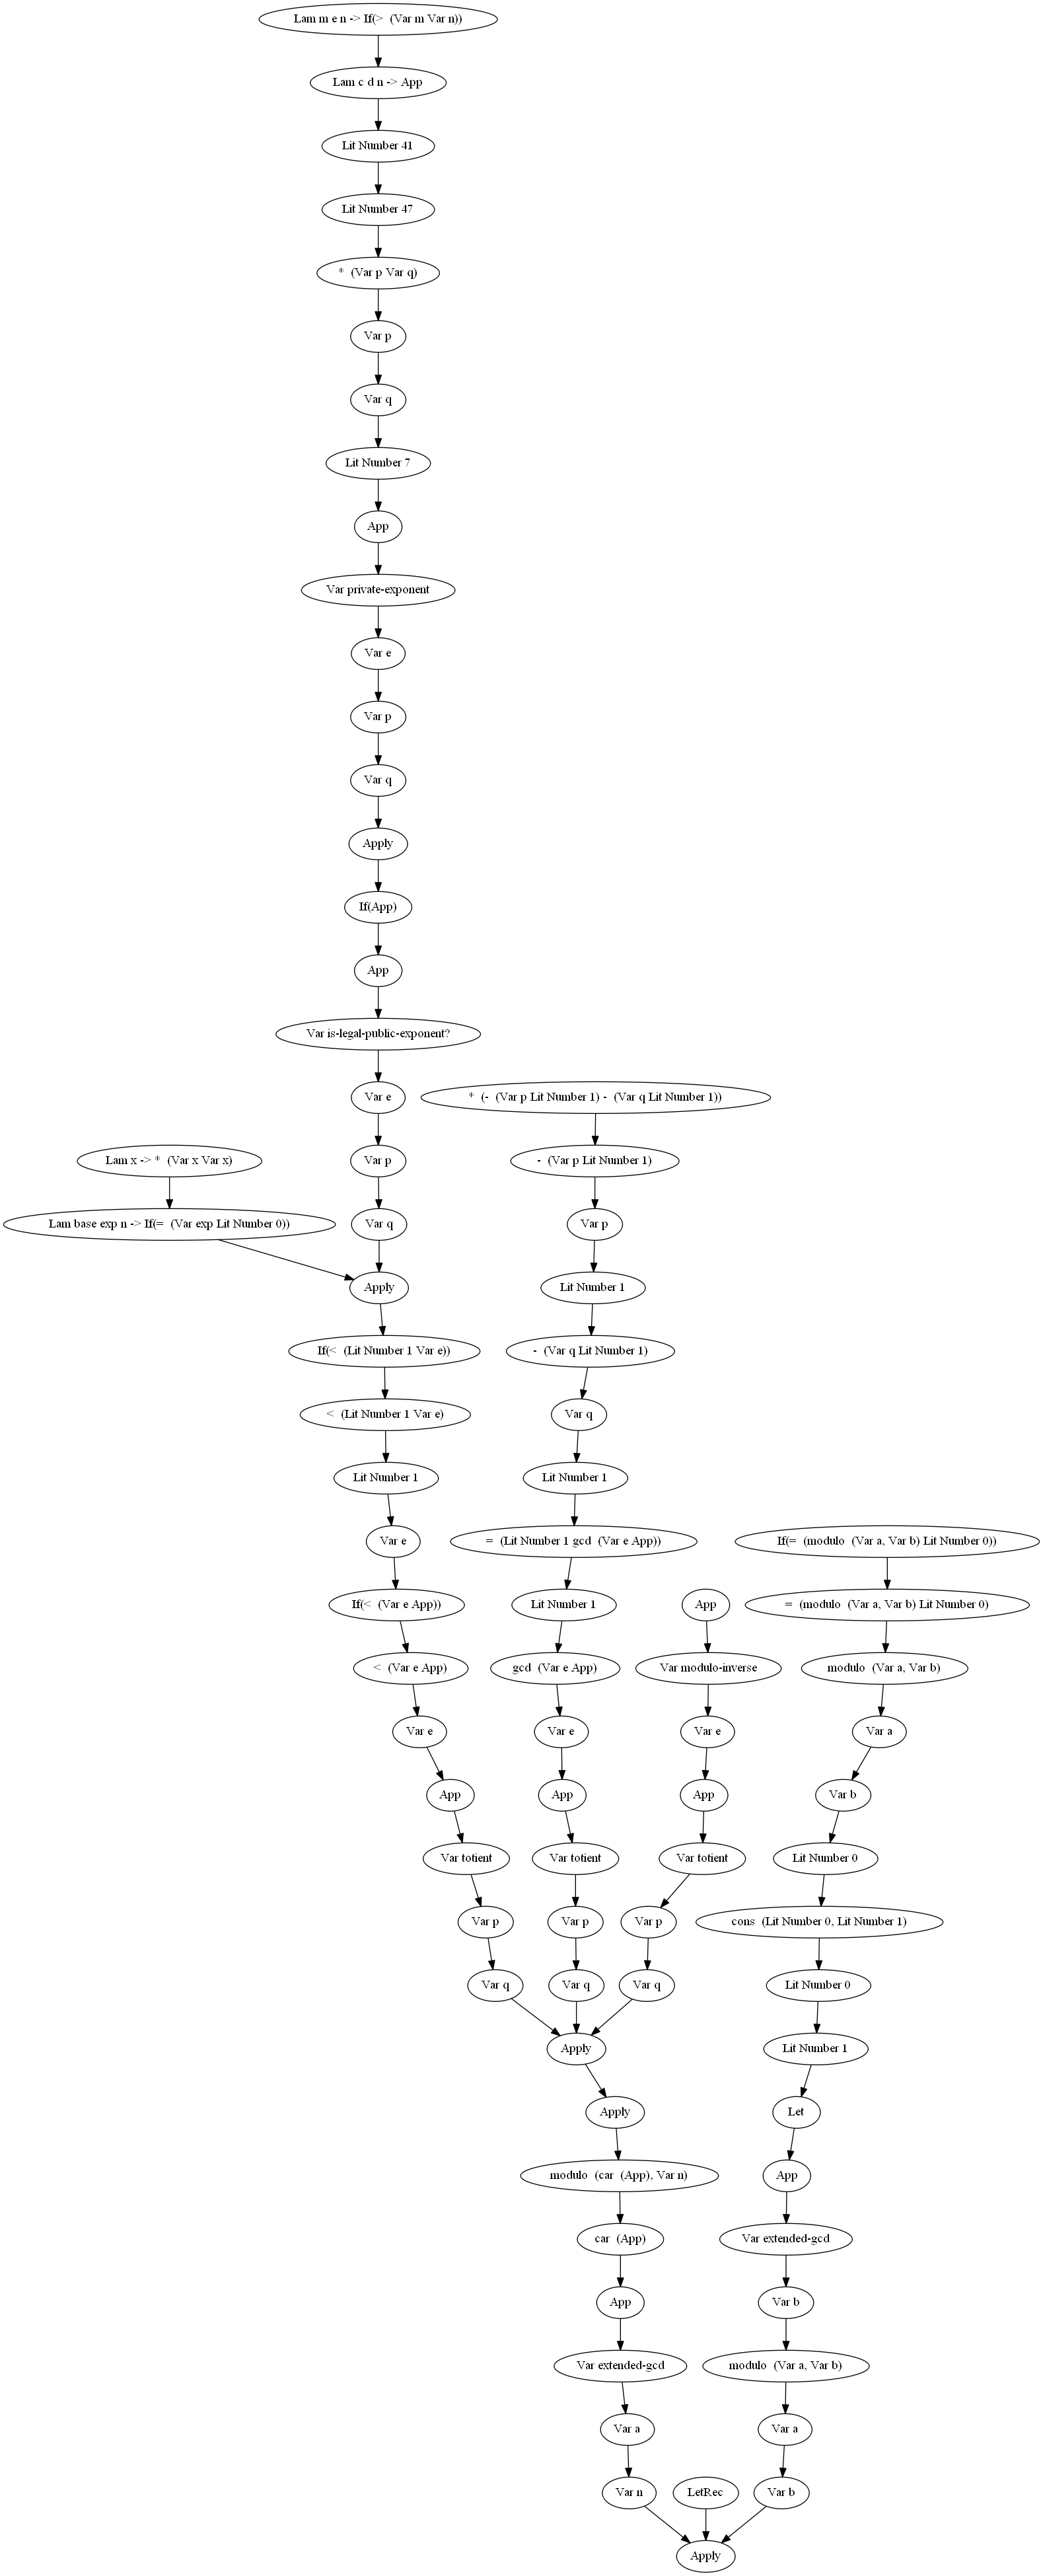 Lam m e n -> If(>  (Var m Var n))
Lam c d n -> App
Lit Number 41
Lit Number 47
*  (Var p Var q)
Var p
Var q
Lit Number 7
App
Var private-exponent
Var e
Var p
Var q
Apply
If(App)
App
Var is-legal-public-exponent?
Var e
*  (-  (Var p Lit Number 1) -  (Var q Lit Number 1))
Lam x -> *  (Var x Var x)
Var p
-  (Var p Lit Number 1)
Lam base exp n -> If(=  (Var exp Lit Number 0))
Var q
Var p
Apply
Lit Number 1
If(<  (Lit Number 1 Var e))
-  (Var q Lit Number 1)
<  (Lit Number 1 Var e)
Var q
Lit Number 1
Lit Number 1
Var e
=  (Lit Number 1 gcd  (Var e App))
If(=  (modulo  (Var a, Var b) Lit Number 0))
If(<  (Var e App))
Lit Number 1
App
=  (modulo  (Var a, Var b) Lit Number 0)
<  (Var e App)
gcd  (Var e App)
Var modulo-inverse
modulo  (Var a, Var b)
Var e
Var e
Var e
Var a
App
App
App
Var b
Var totient
Var totient
Var totient
Lit Number 0
Var p
Var p
Var p
cons  (Lit Number 0, Lit Number 1)
Var q
Var q
Var q
Lit Number 0
Apply
Lit Number 1
Apply
Let
modulo  (car  (App), Var n)
App
car  (App)
Var extended-gcd
App
Var b
Var extended-gcd
modulo  (Var a, Var b)
Var a
Var a
Var n
LetRec
Var b
Apply